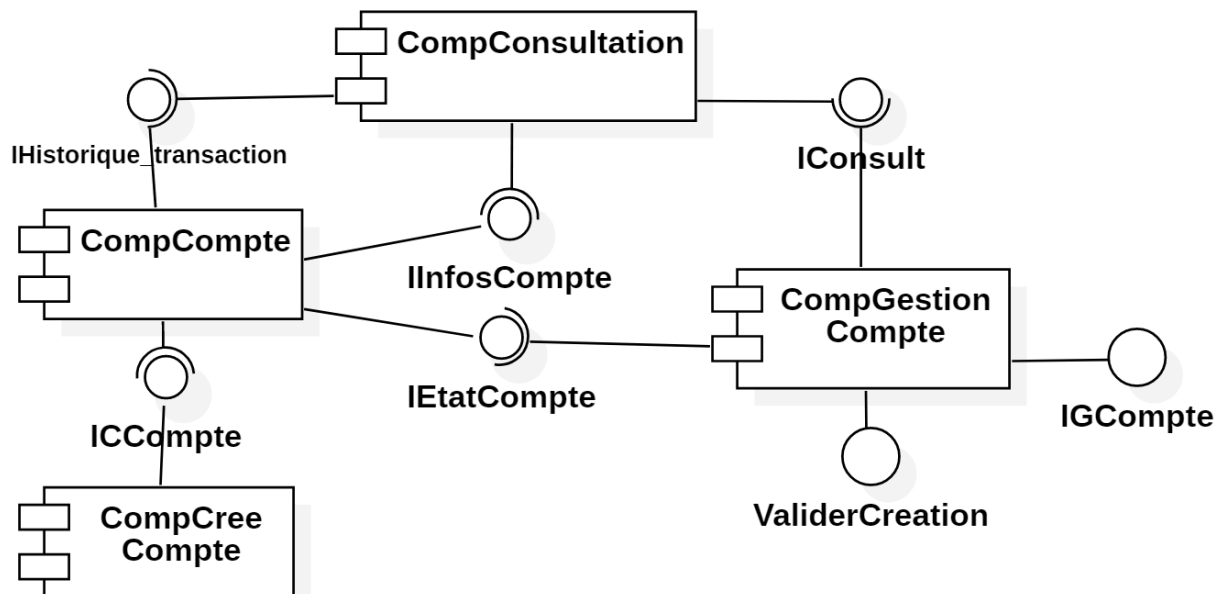 CompConsultation
IHistorique_transaction
IConsult
CompCompte
IInfosCompte
CompGestion
Compte
IEtatCompte
IGCompte
ICCompte
ValiderCreation
CompCree
Compte